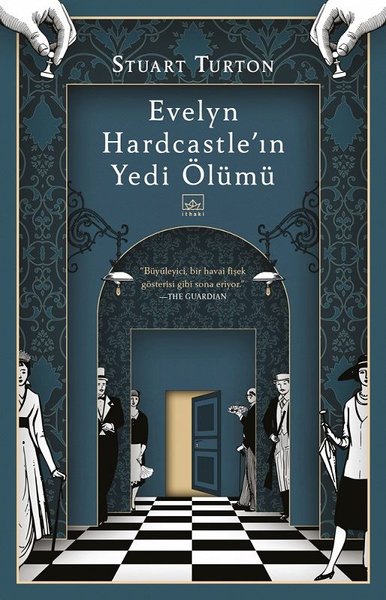 STUART TURTON
Evelyn
Hardcastle'ın
Yedi Ölümü
ithaki
"Büyüleyici, bir havai fişek
gösterisi gibi sona eriyor."
—THE GUARDIAN